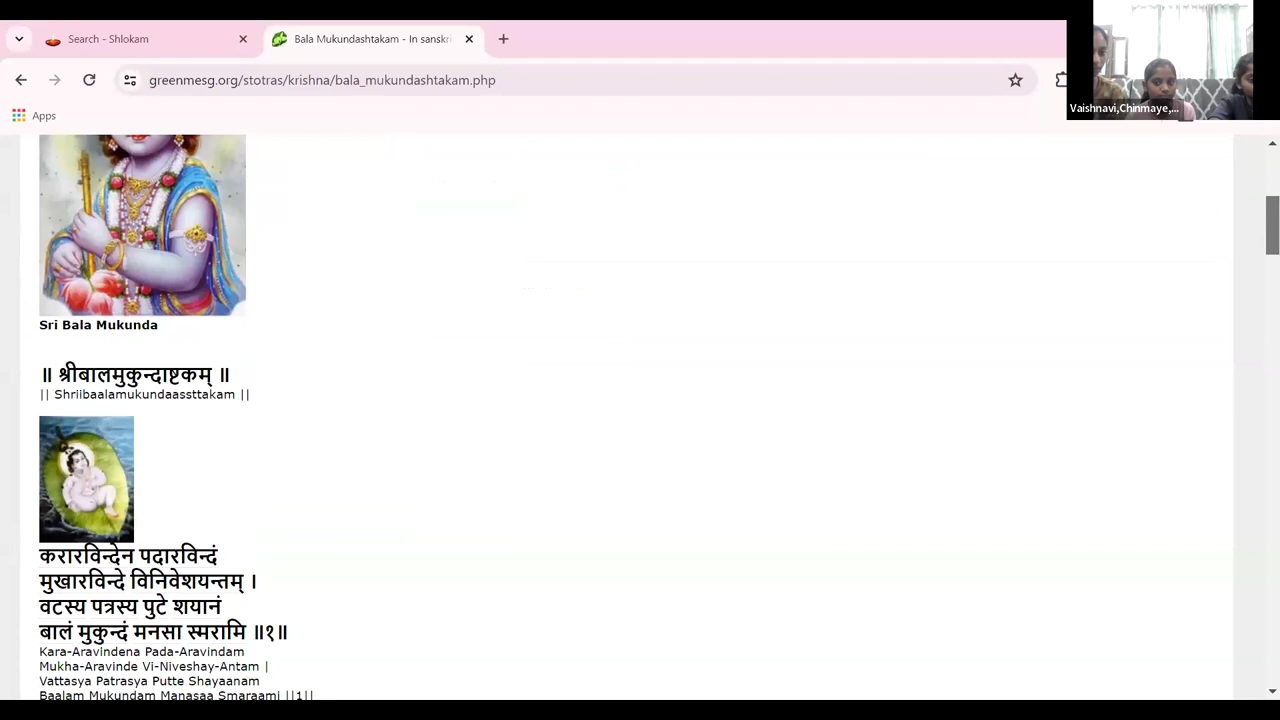 Search - Shlokam
Bala Mukundashtakam - In sanskri
greenmesg.org/stotras/krishna/bala_mukundashtakam.php
Apps
Vaishnavi,Chinmaye,...
Sri Bala Mukunda
॥ श्रीबालमुकुन्दाष्टकम् ॥
|| Shriibaalamukundaassttakam ||
करारविन्देन पदारविन्दं
मुखारविन्दे विनिवेशयन्तम् ।
वटस्य पत्रस्य पुटे शयानं
बालं मुकुन्दं मनसा स्मरामि ॥१॥
Kara-Aravindena Pada-Aravindam
Mukha-Aravinde Vi-Niveshay-Antam |
Vattasya Patrasya Putte Shayaanam
Baalam Mukundam Manasaa Smaraami ||1||